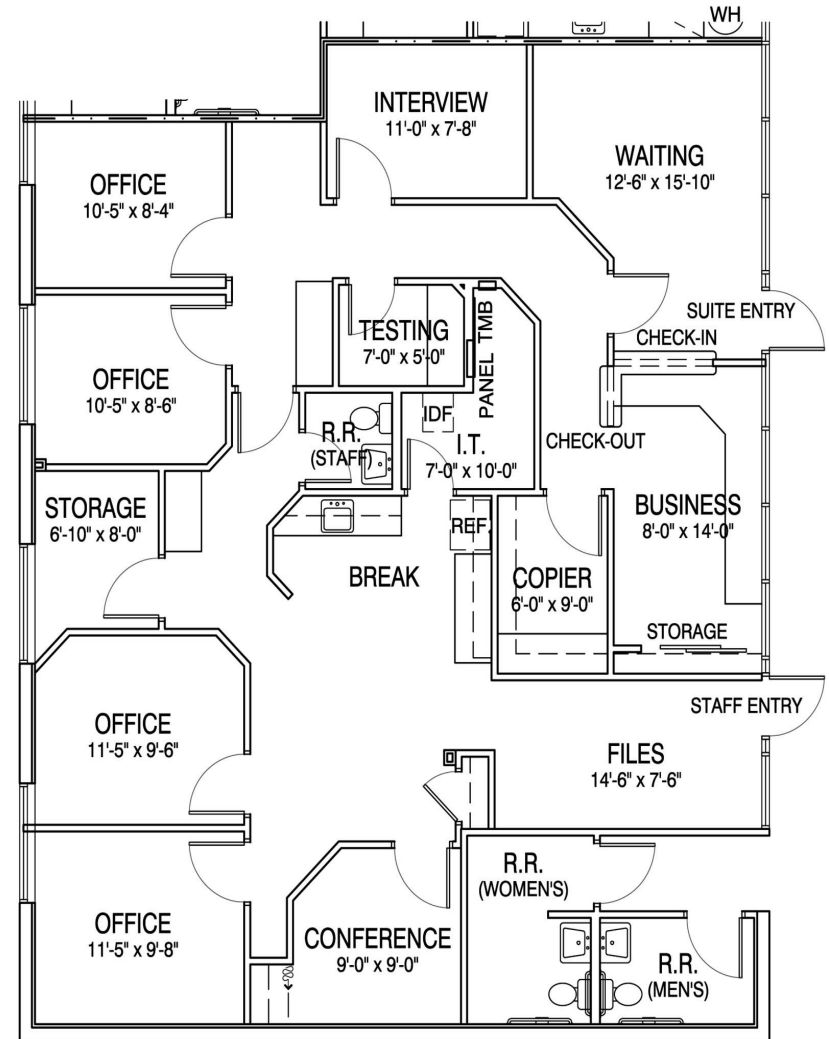 WH
INTERVIEW
11'-0" x 7'-8"
WAITING
12'-6" x 15'-10"
OFFICE
10'-5" x 8'-4"
SUITE ENTRY
TESTING
7'-0" x 5'-0"
PANEL TMB
CHECK-IN
OFFICE
10'-5" x 8'-6"
IDF
R.R.
(STAFF)
I.T.
7'-0" x 10'-0"
CHECK-OUT
STORAGE
6'-10" x 8'-0"
BUSINESS
8'-0" x 14'-0"
REF.
BREAK
COPIER
6'-0" x 9'-0"
STORAGE
STAFF ENTRY
OFFICE
11'-5" x 9'-6"
FILES
14'-6" x 7'-6"
R.R.
(WOMEN'S)
OFFICE
11'-5" x 9'-8"
CONFERENCE
9'-0" x 9'-0"
R.R.
(MEN'S)